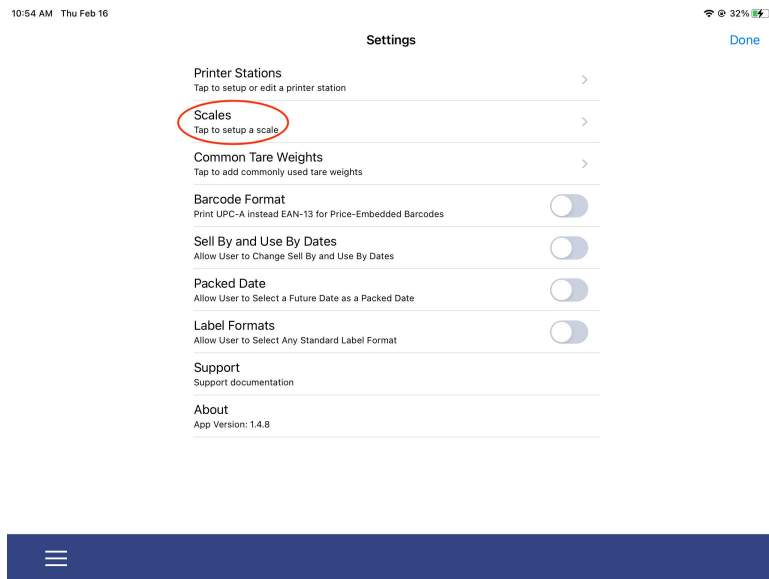 10:54 AM Thu Feb 16
32%
Settings
Done
Printer Stations
Tap to setup or edit a printer station
Scales
Tap to setup a scale
Common Tare Weights
Tap to add commonly used tare weights
Barcode Format
Print UPC-A instead EAN-13 for Price-Embedded Barcodes
Sell By and Use By Dates
Allow User to Change Sell By and Use By Dates
Packed Date
Allow User to Select a Future Date as a Packed Date
Label Formats
Allow User to Select Any Standard Label Format
Support
Support documentation
About
App Version: 1.4.8